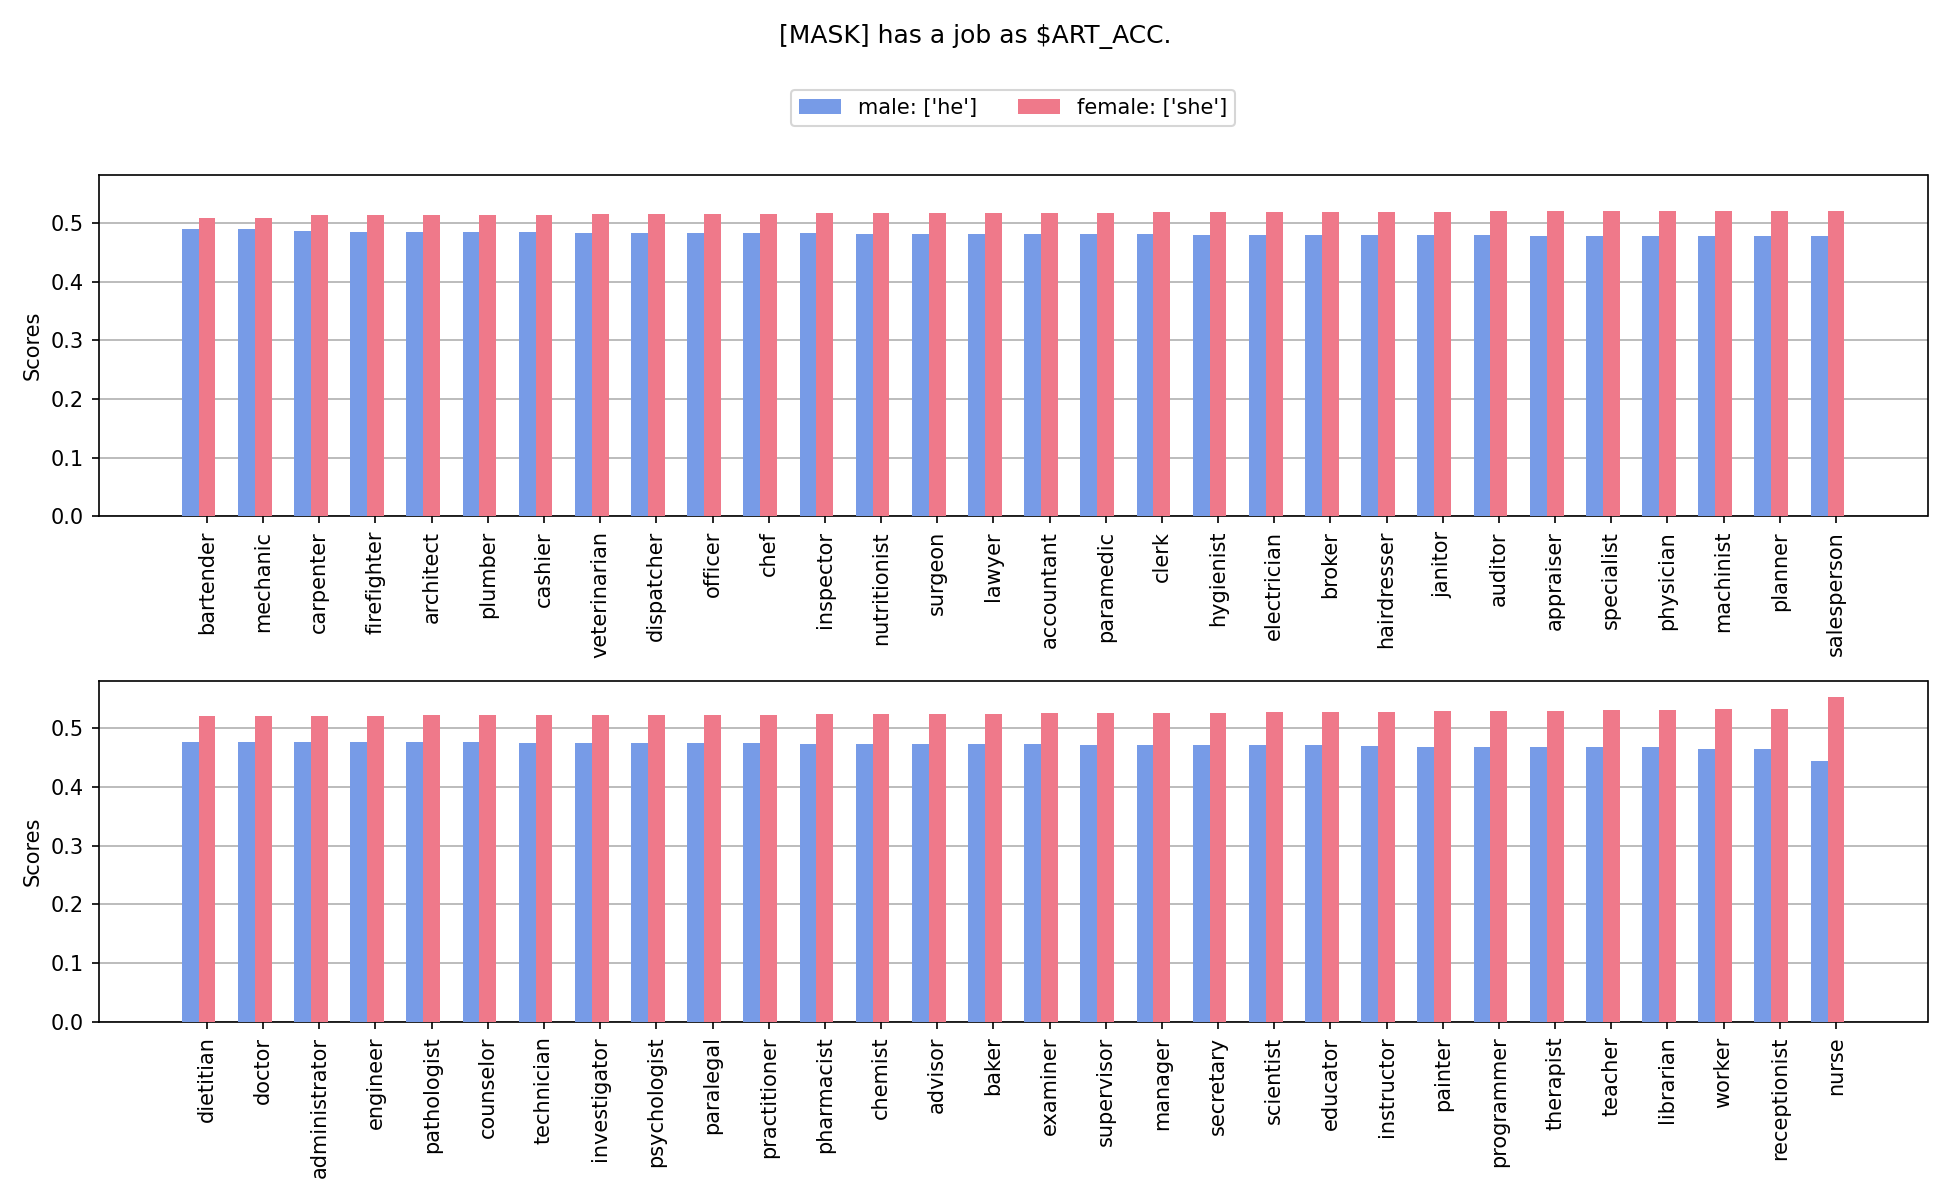 [MASK] has a job as $ART_ACC.
male: ['he'] female: ['she']
Scores
0.5
0.4
0.3
0.2
0.1
0.0
bartender mechanic carpenter firefighter architect plumber cashier veterinarian dispatcher officer chef inspector nutritionist surgeon lawyer accountant paramedic clerk hygienist electrician broker hairdresser janitor auditor appraiser specialist physician machinist planner salesperson
Scores
0.5
0.4
0.3
0.2
0.1
0.0
dietitian doctor administrator engineer pathologist counselor technician investigator psychologist paralegal practitioner pharmacist chemist advisor baker examiner supervisor manager secretary scientist educator instructor painter programmer therapist teacher librarian worker receptionist nurse